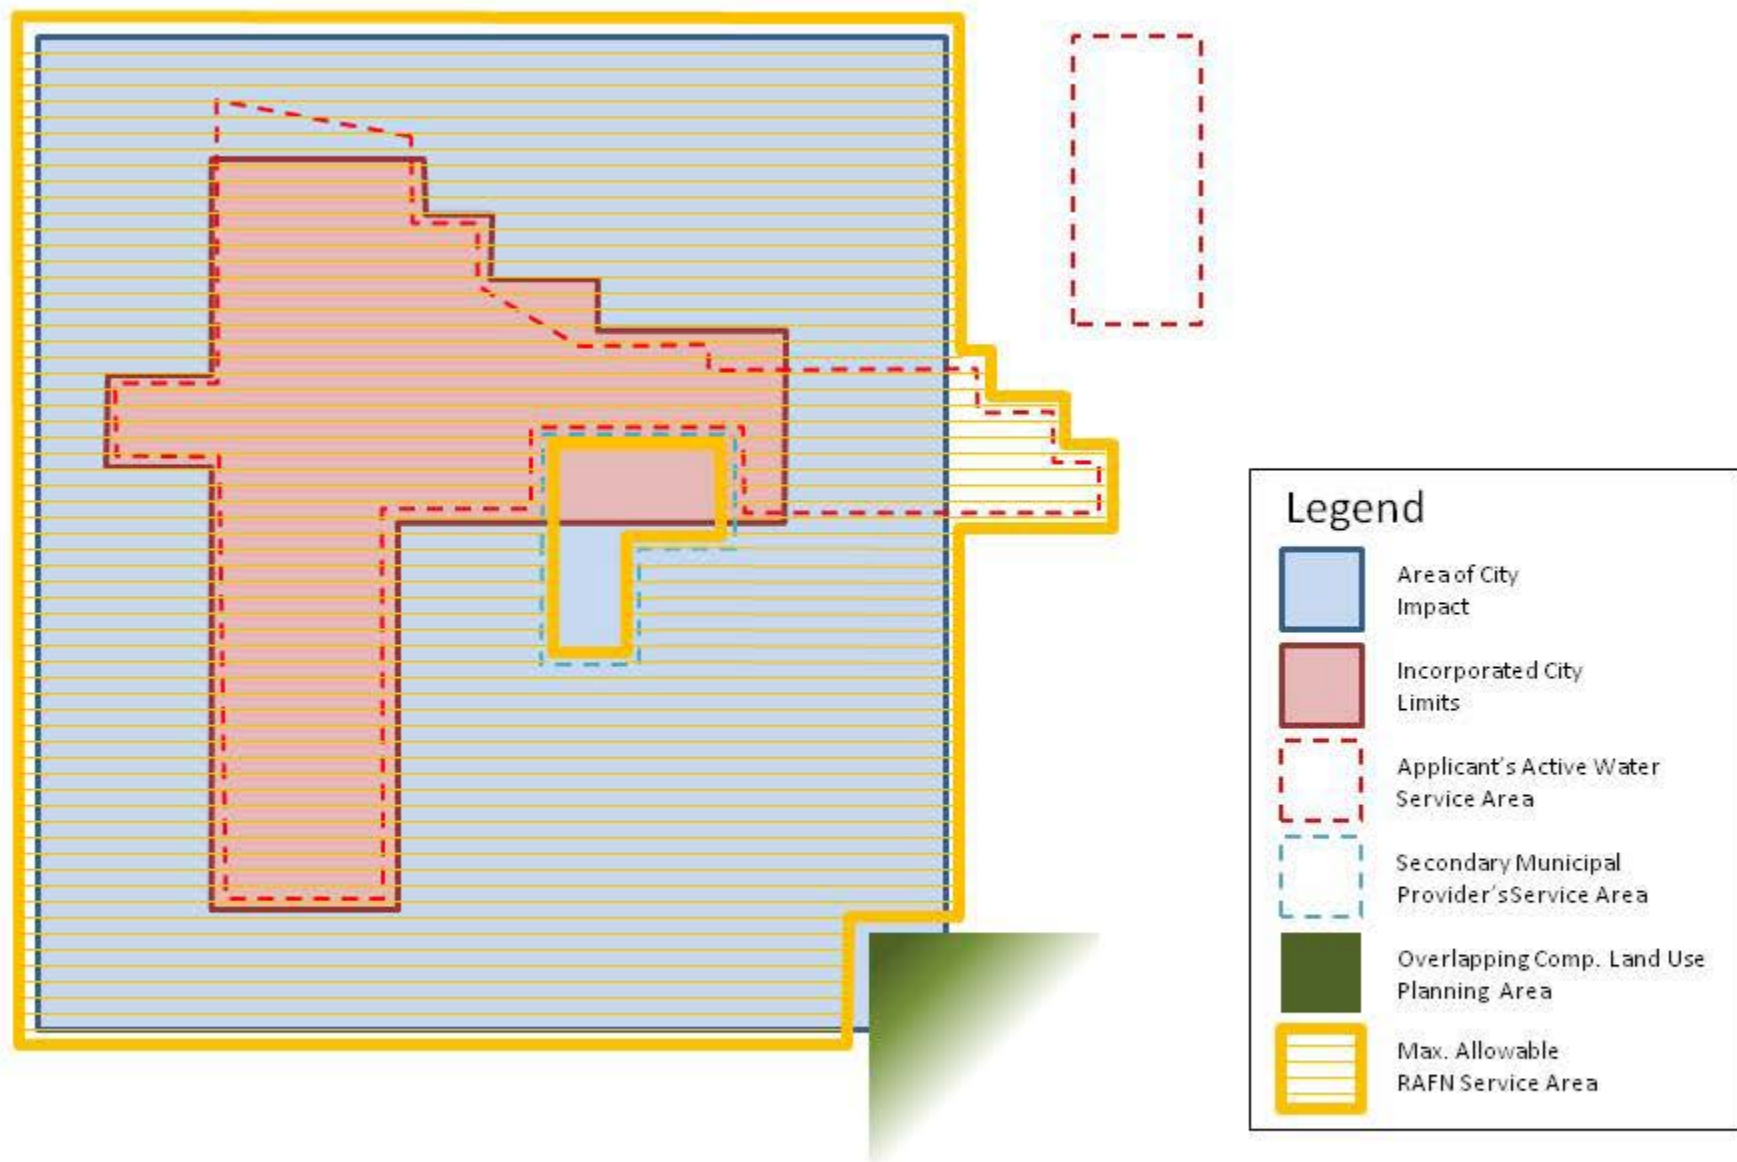 Legend
Area of City
Impact
Incorporated City
Limits
Applicant's Active Water
Service Area
Secondary Municipal
Provider's Service Area
Overlapping Comp. Land Use
Planning Area
Max. Allowable
RAFN Service Area